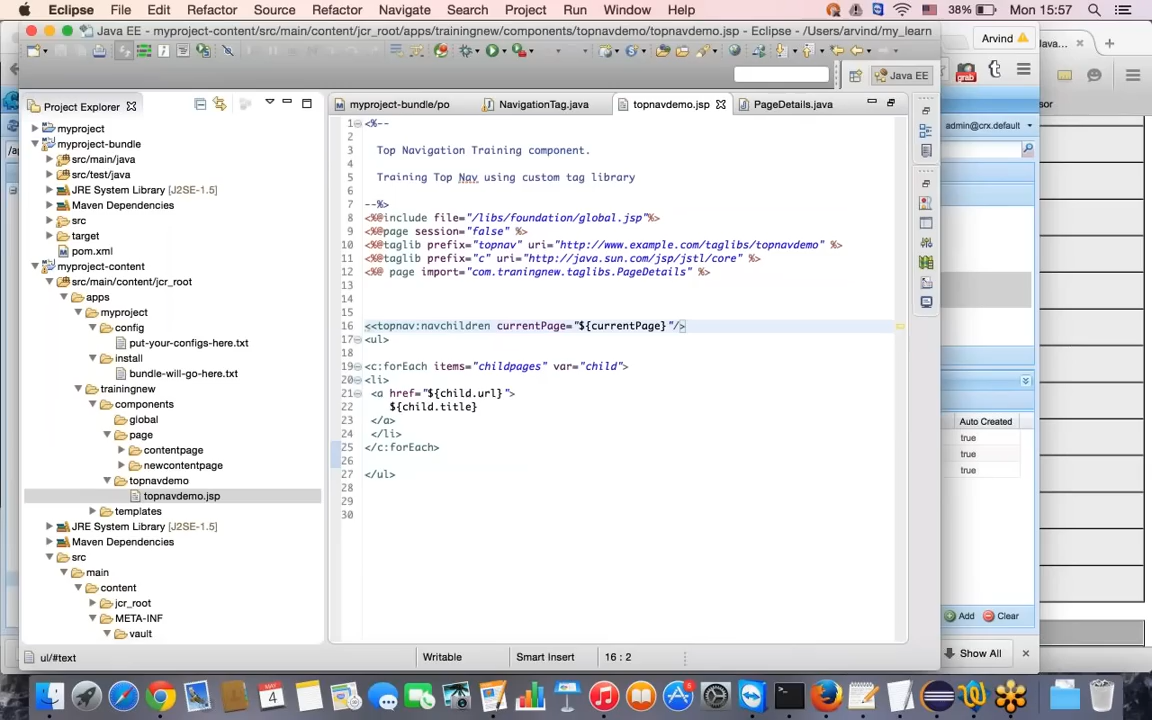 Eclipse File Edit Refactor Source Refactor Navigate Search Project Run Window Help
38% Mon 15:57
Java EE - myproject-content/src/main/content/jcr_root/apps/trainingnew/components/topnavdemo/topnavdemo.jsp - Eclipse - /Users/arvind/my_learn
Arvind
Java...
grab
Java EE
Project Explorer
myproject-bundle/po
NavigationTag.java
topnavdemo.jsp
PageDetails.java
admin@crx.default
myproject
myproject-bundle
src/main/java
src/test/java
JRE System Library [J2SE-1.5]
Maven Dependencies
src
target
pom.xml
myproject-content
src/main/content/jcr_root
apps
myproject
config
put-your-configs-here.txt
install
bundle-will-go-here.txt
trainingnew
components
global
page
contentpage
newcontentpage
topnavdemo
topnavdemo.jsp
templates
JRE System Library [J2SE-1.5]
Maven Dependencies
src
main
content
jcr_root
META-INF
vault
1 <%--
2
3 Top Navigation Training component.
4
5 Training Top Nav using custom tag library
6
7 --%>
8 <%@include file="/libs/foundation/global.jsp"%>
9 <%@page session="false" %>
10 <%@taglib prefix="topnav" uri="http://www.example.com/taglibs/topnavdemo" %>
11 <%@taglib prefix="c" uri="http://java.sun.com/jsp/jstl/core" %>
12 <%@ page import="com.traningnew.taglibs.PageDetails" %>
13
14
15
16 <<topnav:navchildren currentPage="${currentPage}"/>
17 <ul>
18
19 <c:forEach items="childpages" var="child">
20 <li>
21 <a href="${child.url}">
22 ${child.title}
23 </a>
24 </li>
25 </c:forEach>
26
27 </ul>
28
29
30
Auto Created
true
true
true
Add Clear
Show All
ul/#text
Writable
Smart Insert
16 : 2
MAY
4